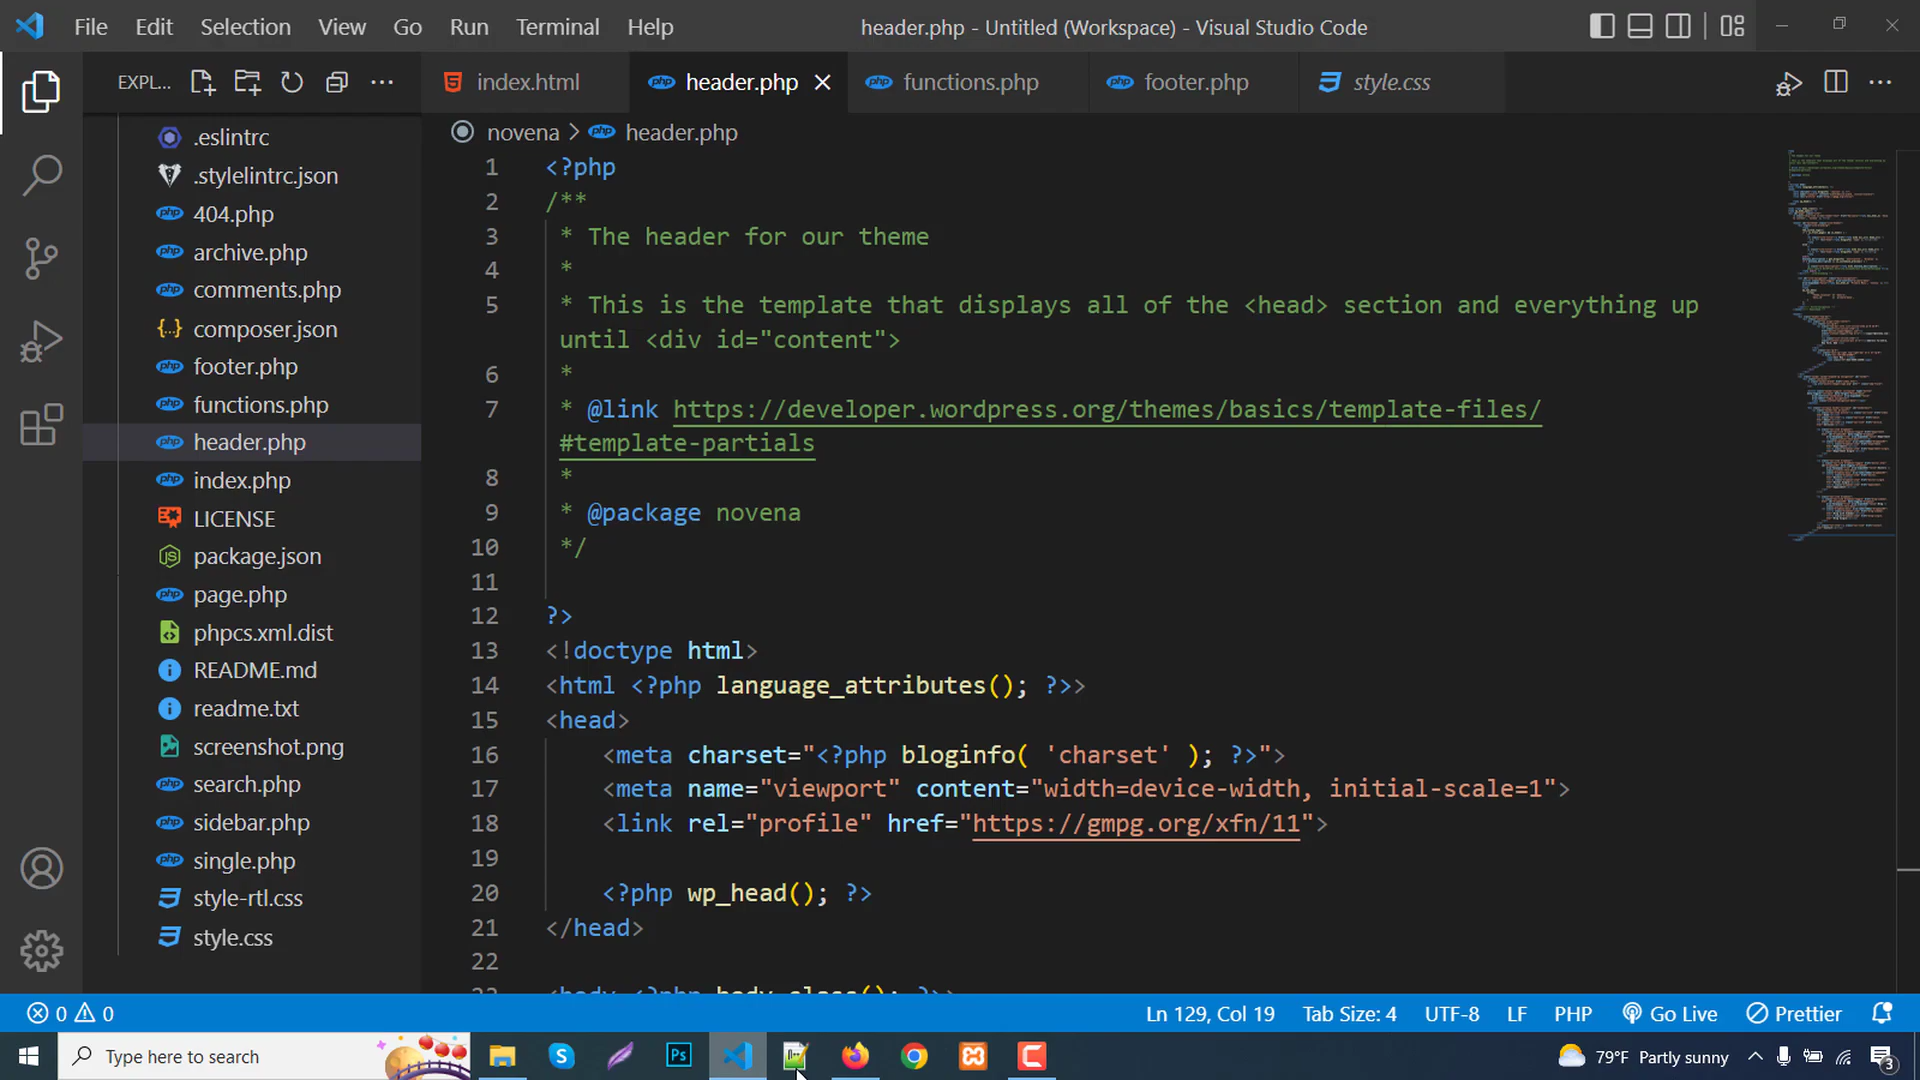 File Edit Selection View Go Run Terminal Help
header.php - Untitled (Workspace) - Visual Studio Code
EXPL...
index.html
header.php
functions.php
footer.php
style.css
novena > header.php
.eslintrc
.stylelintrc.json
404.php
archive.php
comments.php
composer.json
footer.php
functions.php
header.php
index.php
LICENSE
package.json
page.php
phpcs.xml.dist
README.md
readme.txt
screenshot.png
search.php
sidebar.php
single.php
style-rtl.css
style.css
1 <?php
2 /**
3 * The header for our theme
4 *
5 * This is the template that displays all of the <head> section and everything up
until <div id="content">
6 *
7 * @link https://developer.wordpress.org/themes/basics/template-files/
#template-partials
8 *
9 * @package novena
10 */
11
12 ?>
13 <!doctype html>
14 <html <?php language_attributes(); ?>>
15 <head>
16 <meta charset="<?php bloginfo( 'charset' ); ?>">
17 <meta name="viewport" content="width=device-width, initial-scale=1">
18 <link rel="profile" href="https://gmpg.org/xfn/11">
19
20 <?php wp_head(); ?>
21 </head>
22
23 <body <?php body_class(); ?>>
0 0
Ln 129, Col 19
Tab Size: 4
UTF-8
LF
PHP
Go Live
Prettier
Type here to search
Ps
79°F Partly sunny
3